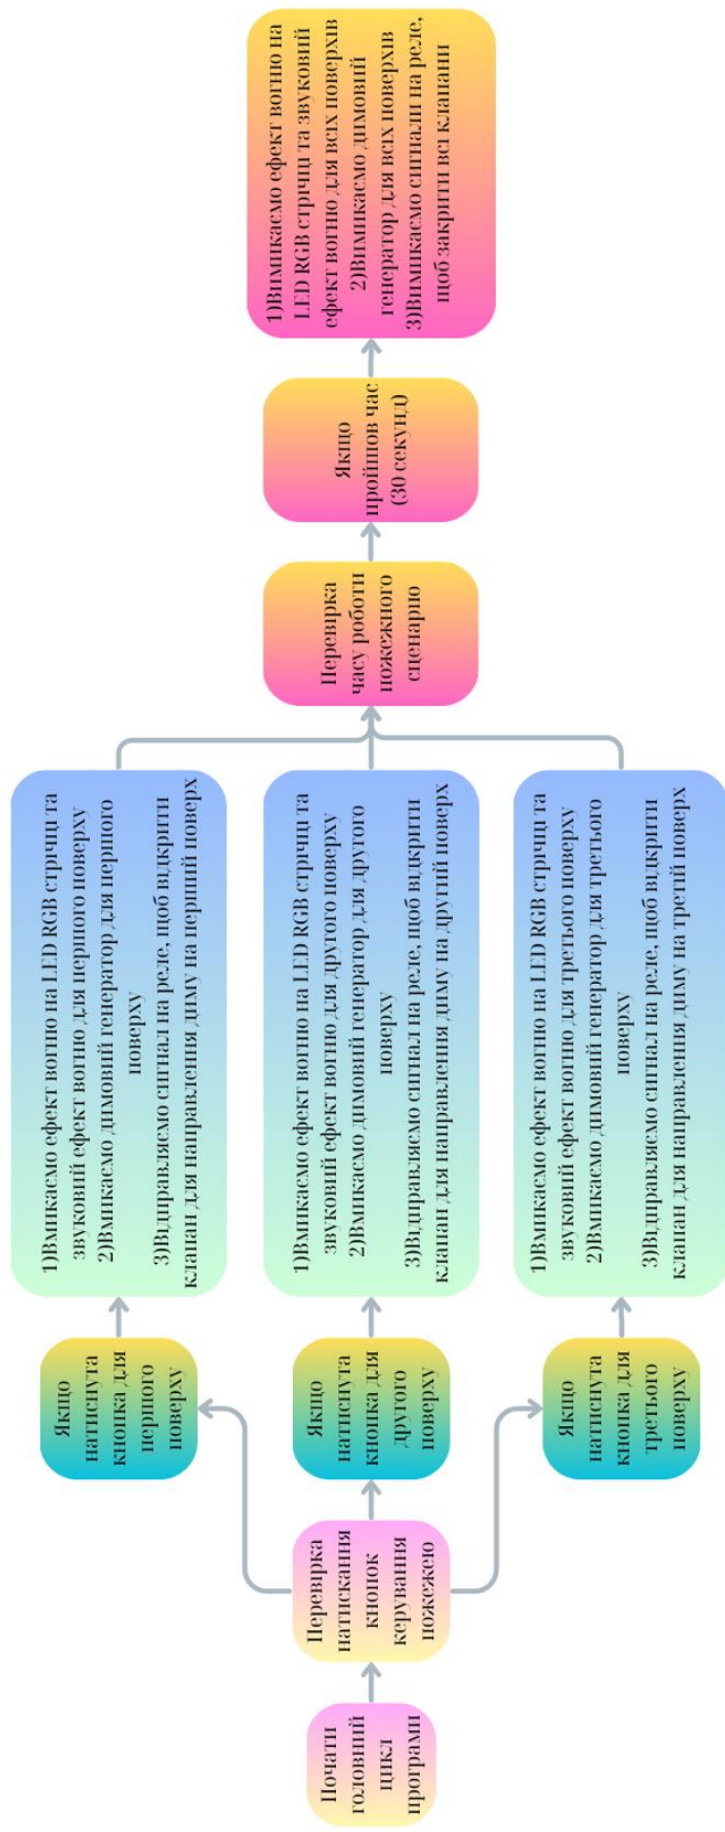 Почати
головний
цикл
програми
Перевірка
натискання
кнопок
керування
пожежею
Якщо
натиснута
кнопка для
першого
поверху
1)Вмикаємо ефект вогню на LED RGB стрічці та
звуковий ефект вогню для першого поверху
2)Вмикаємо дімовий генератор для першого
поверху
3)Відправляємо сигнал на реле, щоб відкрити
клапан для направлення диму на перший поверх
Якщо
натиснута
кнопка для
другого
поверху
1)Вмикаємо ефект вогню на LED RGB стрічці та
звуковий ефект вогню для другого поверху
2)Вмикаємо дімовий генератор для другого
поверху
3)Відправляємо сигнал на реле, щоб відкрити
клапан для направлення диму на другий поверх
Якщо
натиснута
кнопка для
третього
поверху
1)Вмикаємо ефект вогню на LED RGB стрічці та
звуковий ефект вогню для третього поверху
2)Вмикаємо дімовий генератор для третього
поверху
3)Відправляємо сигнал на реле, щоб відкрити
клапан для направлення диму на третій поверх
Перевірка
часу роботи
пожежного
сценарію
Якщо
пройшов час
(30 секунд)
1)Вимикаємо ефект вогню на
LED RGB стрічці та звуковий
ефект вогню для всіх поверхів
2)Вимикаємо димовий
генератор для всіх поверхів
3)Вимикаємо сигнали на реле,
щоб закрити всі клапани